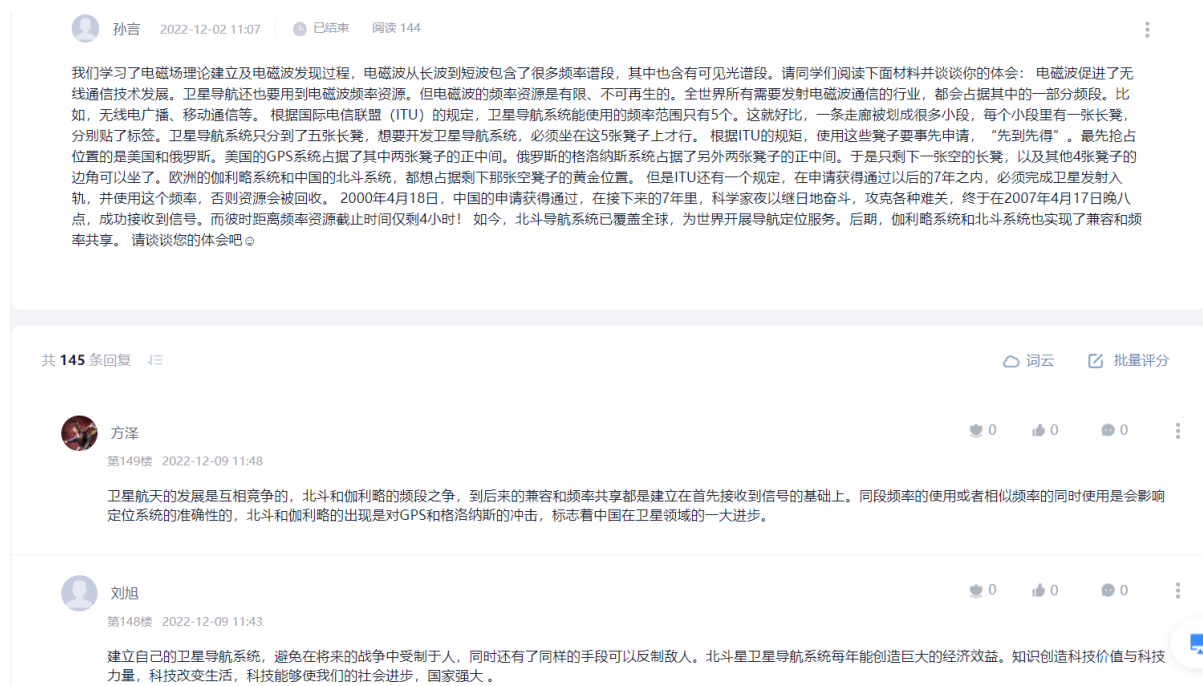 孙言 2022-12-02 11:07 已结束 阅读 144
我们学习了电磁场理论建立及电磁波发现过程，电磁波从长波到短波包含了很多频率谱段，其中也含有可见光谱段。请同学们阅读下面材料并谈谈你的体会： 电磁波促进了无
线通信技术发展。卫星导航还也要用到电磁波频率资源。但电磁波的频率资源是有限、不可再生的。全世界所有需要发射电磁波通信的行业，都会占据其中的一部分频段。比
如，无线电广播、移动通信等。 根据国际电信联盟（ITU）的规定，卫星导航系统能使用的频率范围只有5个。这就好比，一条走廊被划成很多小段，每个小段里有一张长凳，
分别贴了标签。卫星导航系统只分到了五张长凳，想要开发卫星导航系统，必须坐在这5张凳子上才行。 根据ITU的规矩，使用这些凳子要事先申请，“先到先得”。最先抢占
位置的是美国和俄罗斯。美国的GPS系统占据了其中两张凳子的正中间。俄罗斯的格洛纳斯系统占据了另外两张凳子的正中间。于是只剩下一张空的长凳，以及其他4张凳子的
边角可以坐了。欧洲的伽利略系统和中国的北斗系统，都想占据剩下那张空凳子的黄金位置。 但是ITU还有一个规定，在申请获得通过以后的7年之内，必须完成卫星发射入
轨，并使用这个频率，否则资源会被回收。 2000年4月18日，中国的申请获得通过，在接下来的7年里，科学家夜以继日地奋斗，攻克各种难关，终于在2007年4月17日晚八
点，成功接收到信号。而彼时距离频率资源截止时间仅剩4小时！ 如今，北斗导航系统已覆盖全球，为世界开展导航定位服务。后期，伽利略系统和北斗系统也实现了兼容和频
率共享。 请谈谈您的体会吧☺
共 145 条回复 词云 批量评分
方泽 0 0 0
第149楼 2022-12-09 11:48
卫星航天的发展是互相竞争的，北斗和伽利略的频段之争，到后来的兼容和频率共享都是建立在首先接收到信号的基础上。同段频率的使用或者相似频率的同时使用是会影响
定位系统的准确性的，北斗和伽利略的出现是对GPS和格洛纳斯的冲击，标志着中国在卫星领域的一大进步。
刘旭 0 0 0
第148楼 2022-12-09 11:43
建立自己的卫星导航系统，避免在将来的战争中受制于人，同时还有了同样的手段可以反制敌人。北斗星卫星导航系统每年能创造巨大的经济效益。知识创造科技价值与科技
力量，科技改变生活，科技能够使我们的社会进步，国家强大 。